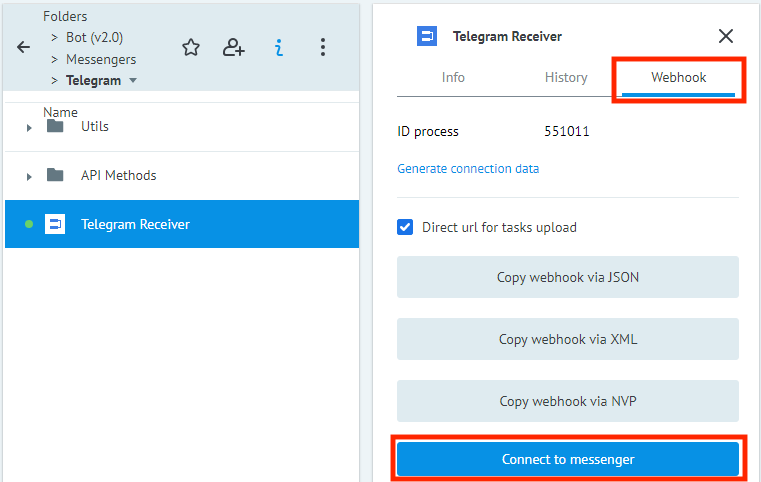 Folders
> Bot (v2.0)
> Messengers
> Telegram
Name
Utils
API Methods
Telegram Receiver
Telegram Receiver
Info History Webhook
ID process 551011
Generate connection data
Direct url for tasks upload
Copy webhook via JSON
Copy webhook via XML
Copy webhook via NVP
Connect to messenger